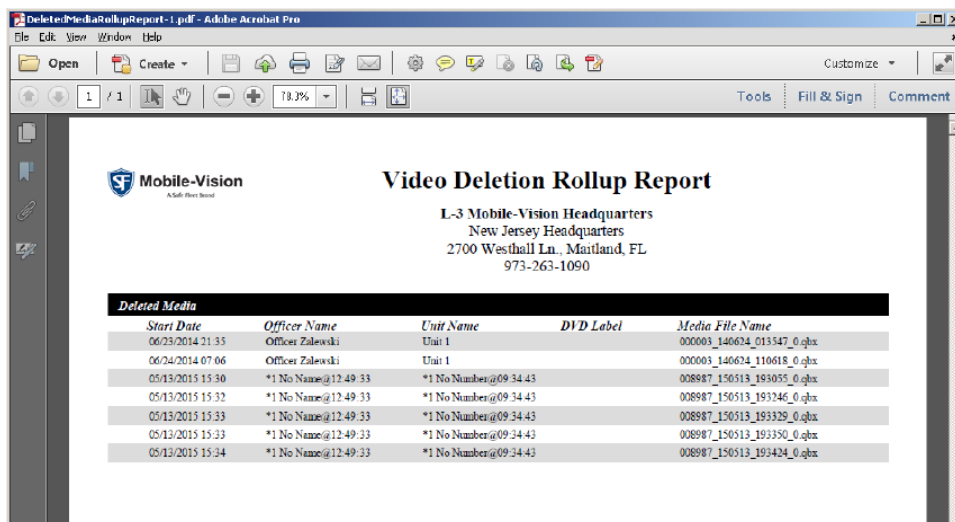 DeletedMediaRollupReport-1.pdf - Adobe Acrobat Pro
File Edit View Window Help
Open Create Customize
1 / 1 78.3% Tools Fill & Sign Comment
SF Mobile-Vision
A Safe Fleet Brand
Video Deletion Rollup Report
L-3 Mobile-Vision Headquarters
New Jersey Headquarters
2700 Westhall Ln., Maitland, FL
973-263-1090
Deleted Media
Start Date Officer Name Unit Name DVD Label Media File Name
06/23/2014 21:35 Officer Zalewski Unit 1 000003_140624_013547_0.qbx
06/24/2014 07:06 Officer Zalewski Unit 1 000003_140624_110618_0.qbx
05/13/2015 15:30 *1 No Name@12:49:33 *1 No Number@09:34:43 008987_150513_193055_0.qbx
05/13/2015 15:32 *1 No Name@12:49:33 *1 No Number@09:34:43 008987_150513_193246_0.qbx
05/13/2015 15:33 *1 No Name@12:49:33 *1 No Number@09:34:43 008987_150513_193329_0.qbx
05/13/2015 15:33 *1 No Name@12:49:33 *1 No Number@09:34:43 008987_150513_193350_0.qbx
05/13/2015 15:34 *1 No Name@12:49:33 *1 No Number@09:34:43 008987_150513_193424_0.qbx